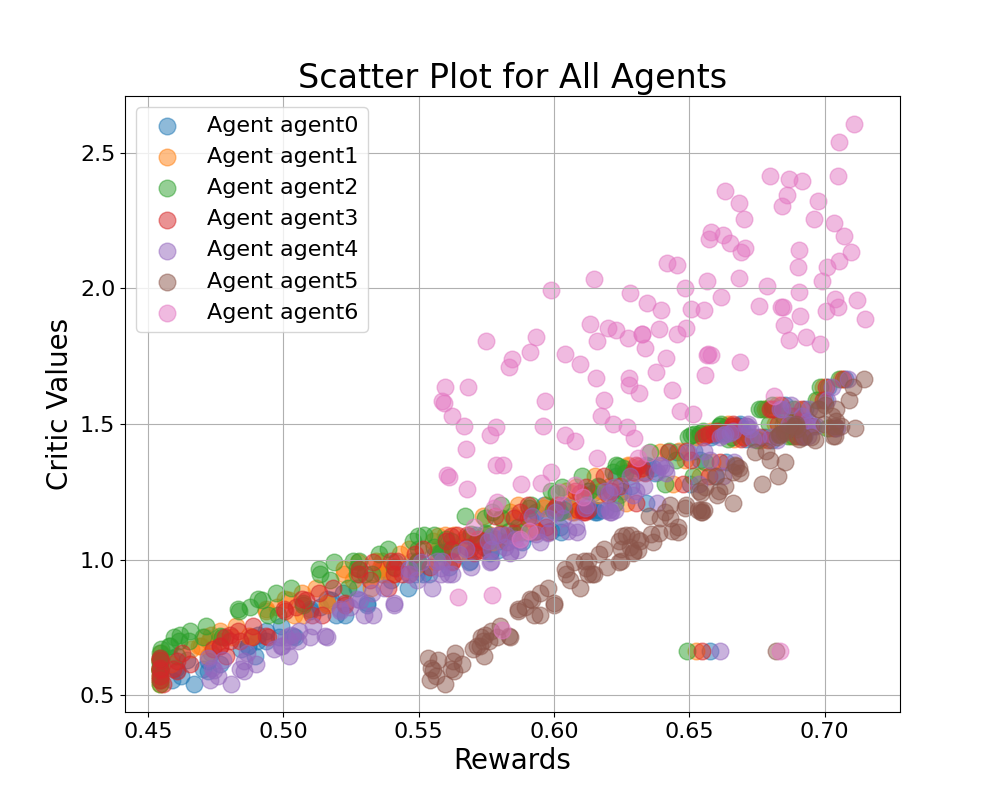 Scatter Plot for All Agents
Agent agent0
Agent agent1
Agent agent2
Agent agent3
Agent agent4
Agent agent5
Agent agent6
Critic Values
2.5
2.0
1.5
1.0
0.5
0.45 0.50 0.55 0.60 0.65 0.70
Rewards